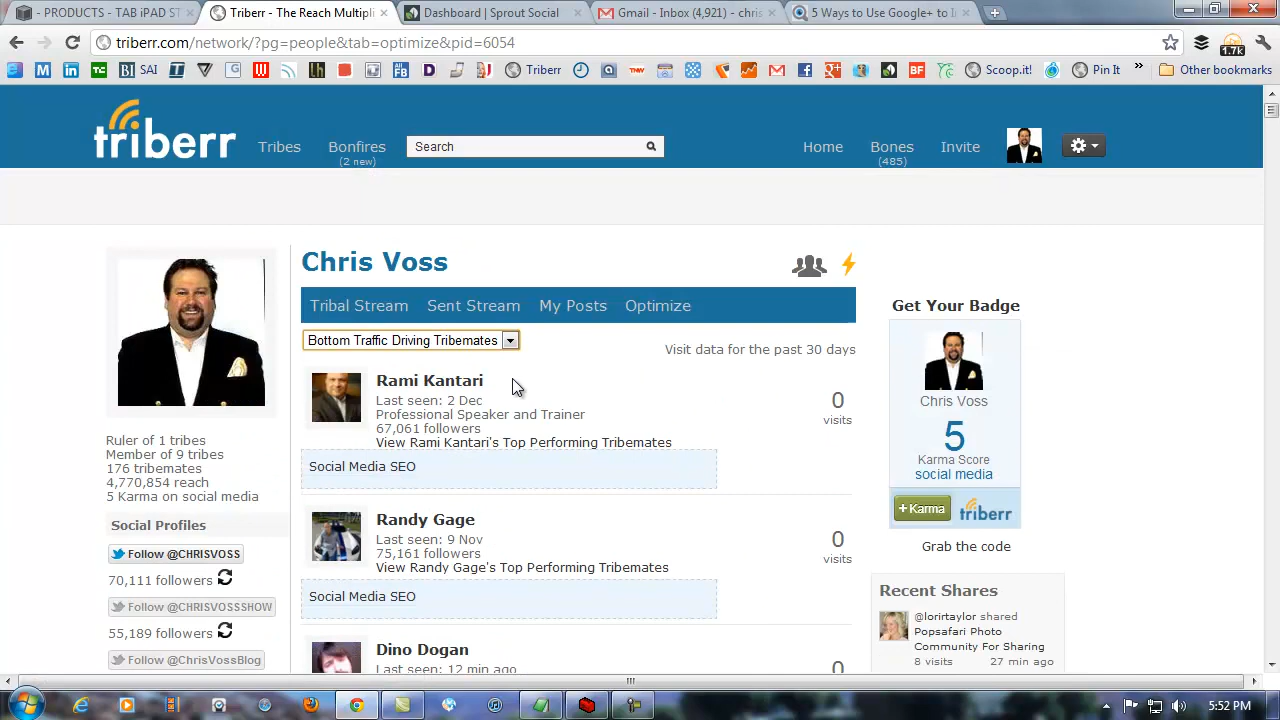 PRODUCTS - TAB iPAD ST
Triberr - The Reach Multipli
Dashboard | Sprout Social
Gmail - Inbox (4,921) - chris
5 Ways to Use Google+ to I
triberr.com/network/?pg=people&tab=optimize&pid=6054
1.7k
SAI
Triberr
Scoop.it!
Pin It
Other bookmarks
triberr
Tribes
Bonfires
(2 new)
Search
Home
Bones
(485)
Invite
Chris Voss
Tribal Stream
Sent Stream
My Posts
Optimize
Bottom Traffic Driving Tribemates
Visit data for the past 30 days
Rami Kantari
Last seen: 2 Dec
Professional Speaker and Trainer
67,061 followers
View Rami Kantari's Top Performing Tribemates
0
visits
Social Media SEO
Randy Gage
Last seen: 9 Nov
75,161 followers
View Randy Gage's Top Performing Tribemates
0
visits
Social Media SEO
Dino Dogan
Last seen: 12 min ago
0
Ruler of 1 tribes
Member of 9 tribes
176 tribemates
4,770,854 reach
5 Karma on social media
Social Profiles
Follow @CHRISVOSS
70,111 followers
Follow @CHRISVOSSSHOW
55,189 followers
Follow @ChrisVossBlog
Get Your Badge
Chris Voss
5
Karma Score
social media
+Karma
triberr
Grab the code
Recent Shares
@lorirtaylor shared
Popsafari Photo
Community For Sharing
8 visits
27 min ago
5:52 PM